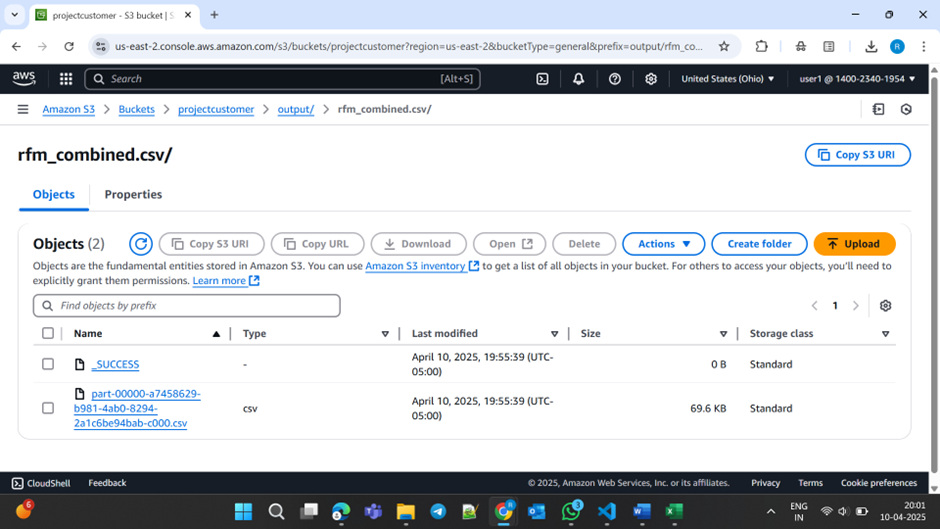 projectcustomer - S3 bucket | S
us-east-2.console.aws.amazon.com/s3/buckets/projectcustomer?region=us-east-2&bucketType=general&prefix=output/rfm_co...
R
aws
Search
[Alt+S]
United States (Ohio)
user1 @ 1400-2340-1954
Amazon S3
Buckets
projectcustomer
output/
rfm_combined.csv/
rfm_combined.csv/
Copy S3 URI
Objects
Properties
Objects (2)
Copy S3 URI
Copy URL
Download
Open
Delete
Actions
Create folder
Upload
Objects are the fundamental entities stored in Amazon S3. You can use Amazon S3 inventory to get a list of all objects in your bucket. For others to access your objects, you'll need to
explicitly grant them permissions. Learn more
Find objects by prefix
1
Name
Type
Last modified
Size
Storage class
_SUCCESS
-
April 10, 2025, 19:55:39 (UTC-
05:00)
0 B
Standard
part-00000-a7458629-
b981-4ab0-8294-
2a1c6be94bab-c000.csv
csv
April 10, 2025, 19:55:39 (UTC-
05:00)
69.6 KB
Standard
CloudShell
Feedback
© 2025, Amazon Web Services, Inc. or its affiliates.
Privacy
Terms
Cookie preferences
ENG
IN
20:01
10-04-2025